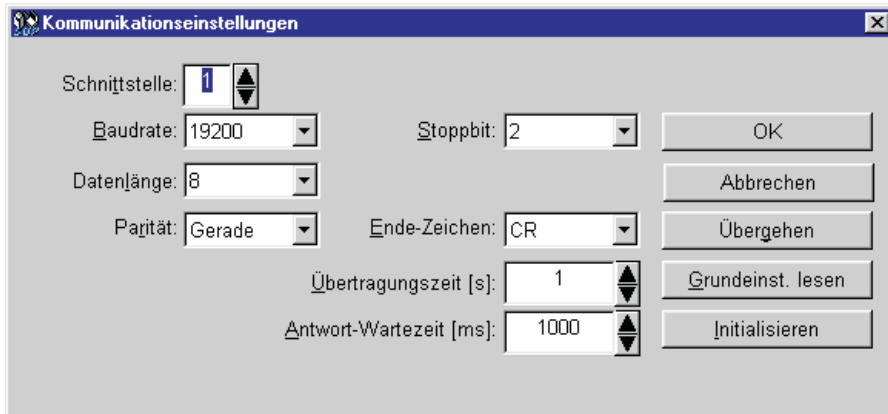 Kommunikationseinstellungen
Schnittstelle: 1
Baudrate: 19200 Stoppbit: 2 OK
Datenlänge: 8 Abbrechen
Parität: Gerade Ende-Zeichen: CR Übergehen
Übertragungszeit [s]: 1 Grundeinst. lesen
Antwort-Wartezeit [ms]: 1000 Initialisieren